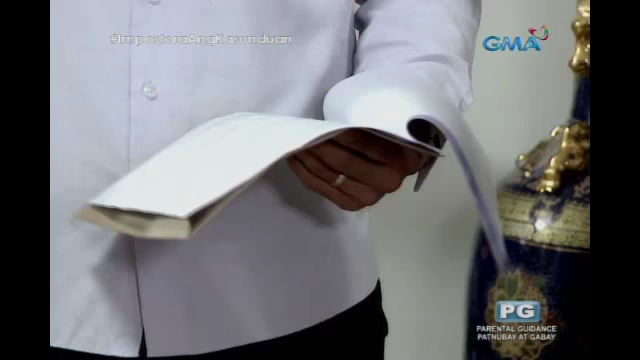 #ImpostoraAngKasunduan
GMA
PG
PARENTAL GUIDANCE
PATNUBAY AT GABAY